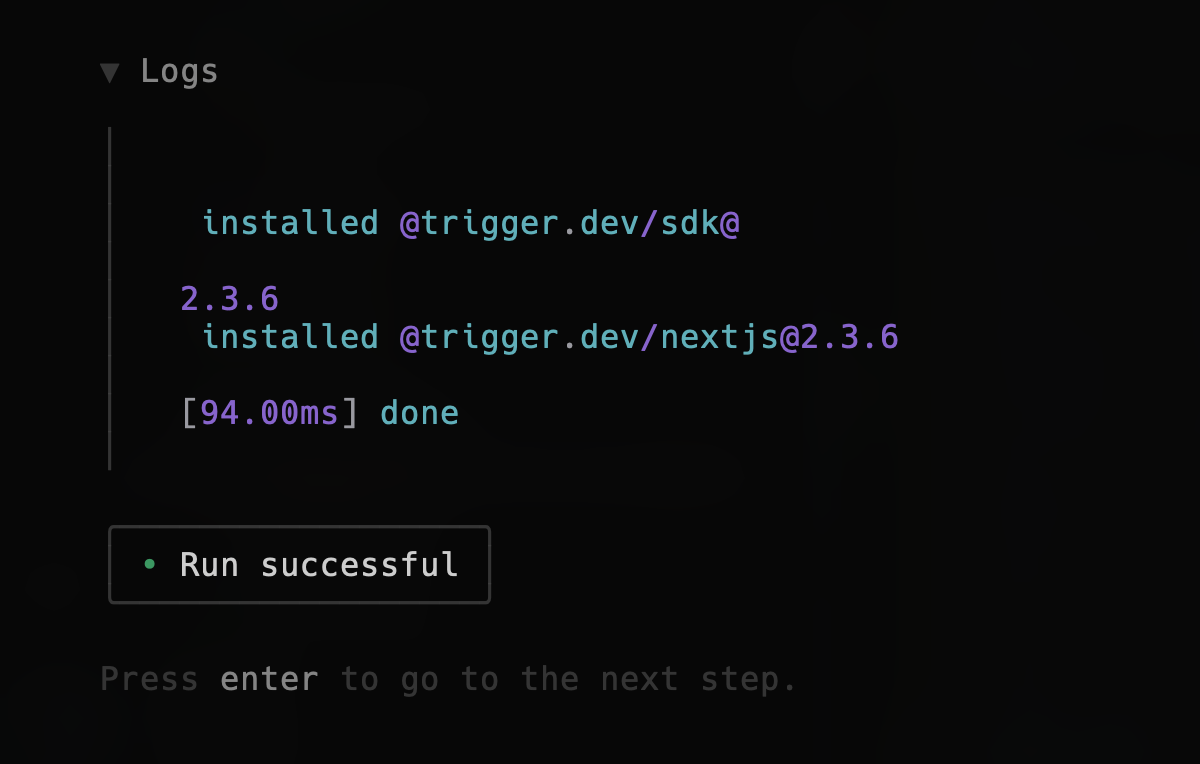 ▼ Logs
installed @trigger.dev/sdk@
2.3.6
installed @trigger.dev/nextjs@2.3.6
[94.00ms] done
• Run successful
Press enter to go to the next step.